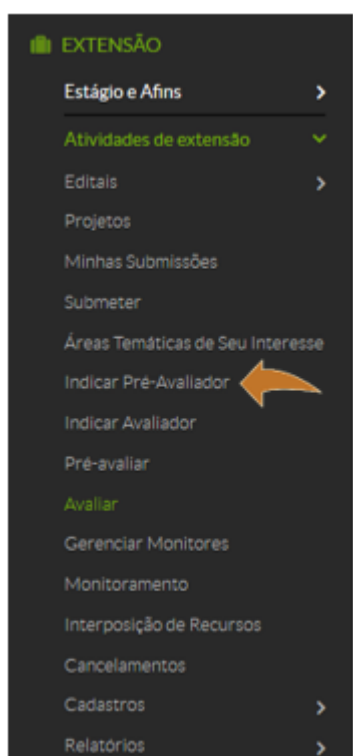 EXTENSÃO
Estágio e Afins
Atividades de extensão
Editais
Projetos
Minhas Submissões
Submeter
Áreas Temáticas de Seu Interesse
Indicar Pré-Avaliador
Indicar Avaliador
Pré-avaliar
Avaliar
Gerenciar Monitores
Monitoramento
Interposição de Recursos
Cancelamentos
Cadastros
Relatórios